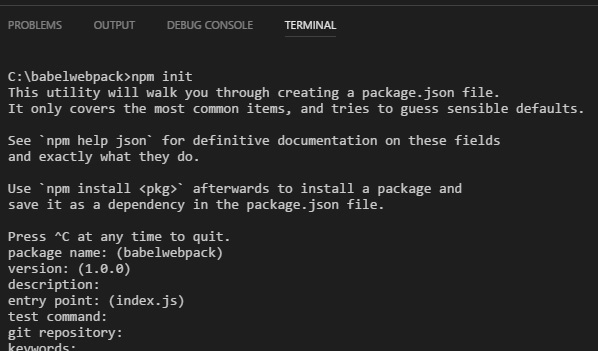 PROBLEMS OUTPUT DEBUG CONSOLE TERMINAL
C:\babelwebpack>npm init
This utility will walk you through creating a package.json file.
It only covers the most common items, and tries to guess sensible defaults.
See `npm help json` for definitive documentation on these fields
and exactly what they do.
Use `npm install <pkg>` afterwards to install a package and
save it as a dependency in the package.json file.
Press ^C at any time to quit.
package name: (babelwebpack)
version: (1.0.0)
description:
entry point: (index.js)
test command:
git repository:
keywords: